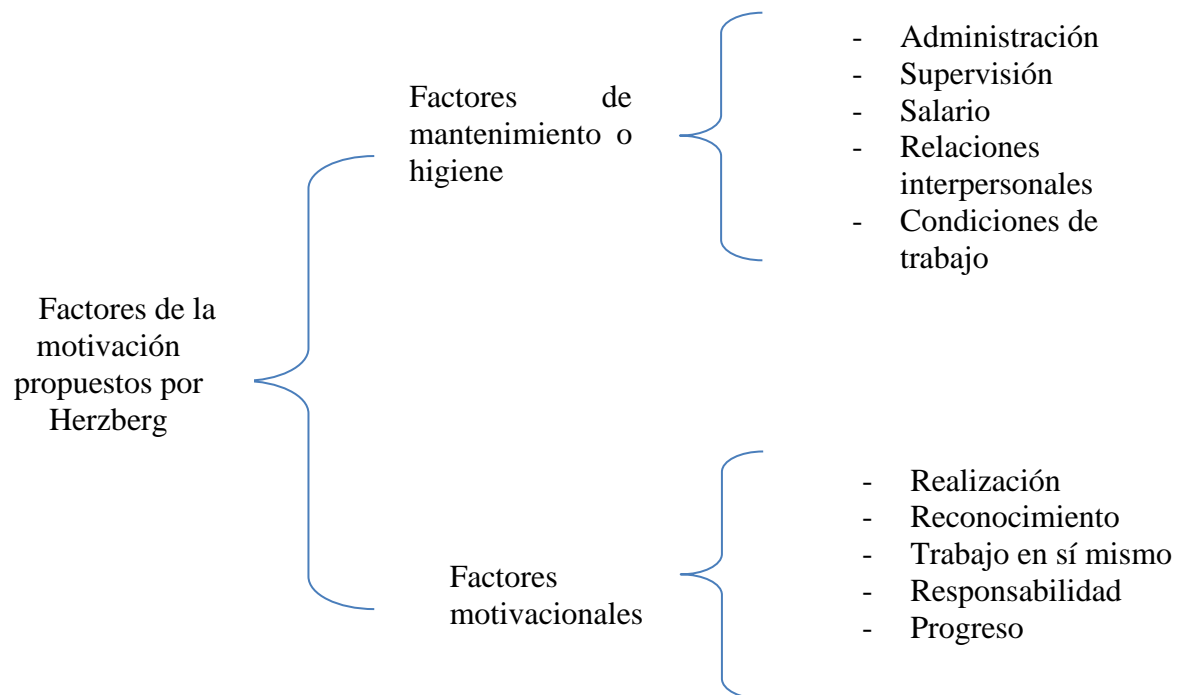 Factores de la
motivación
propuestos por
Herzberg
Factores de
mantenimiento o
higiene
- Administración
- Supervisión
- Salario
- Relaciones
interpersonales
- Condiciones de
trabajo
Factores
motivacionales
- Realización
- Reconocimiento
- Trabajo en sí mismo
- Responsabilidad
- Progreso